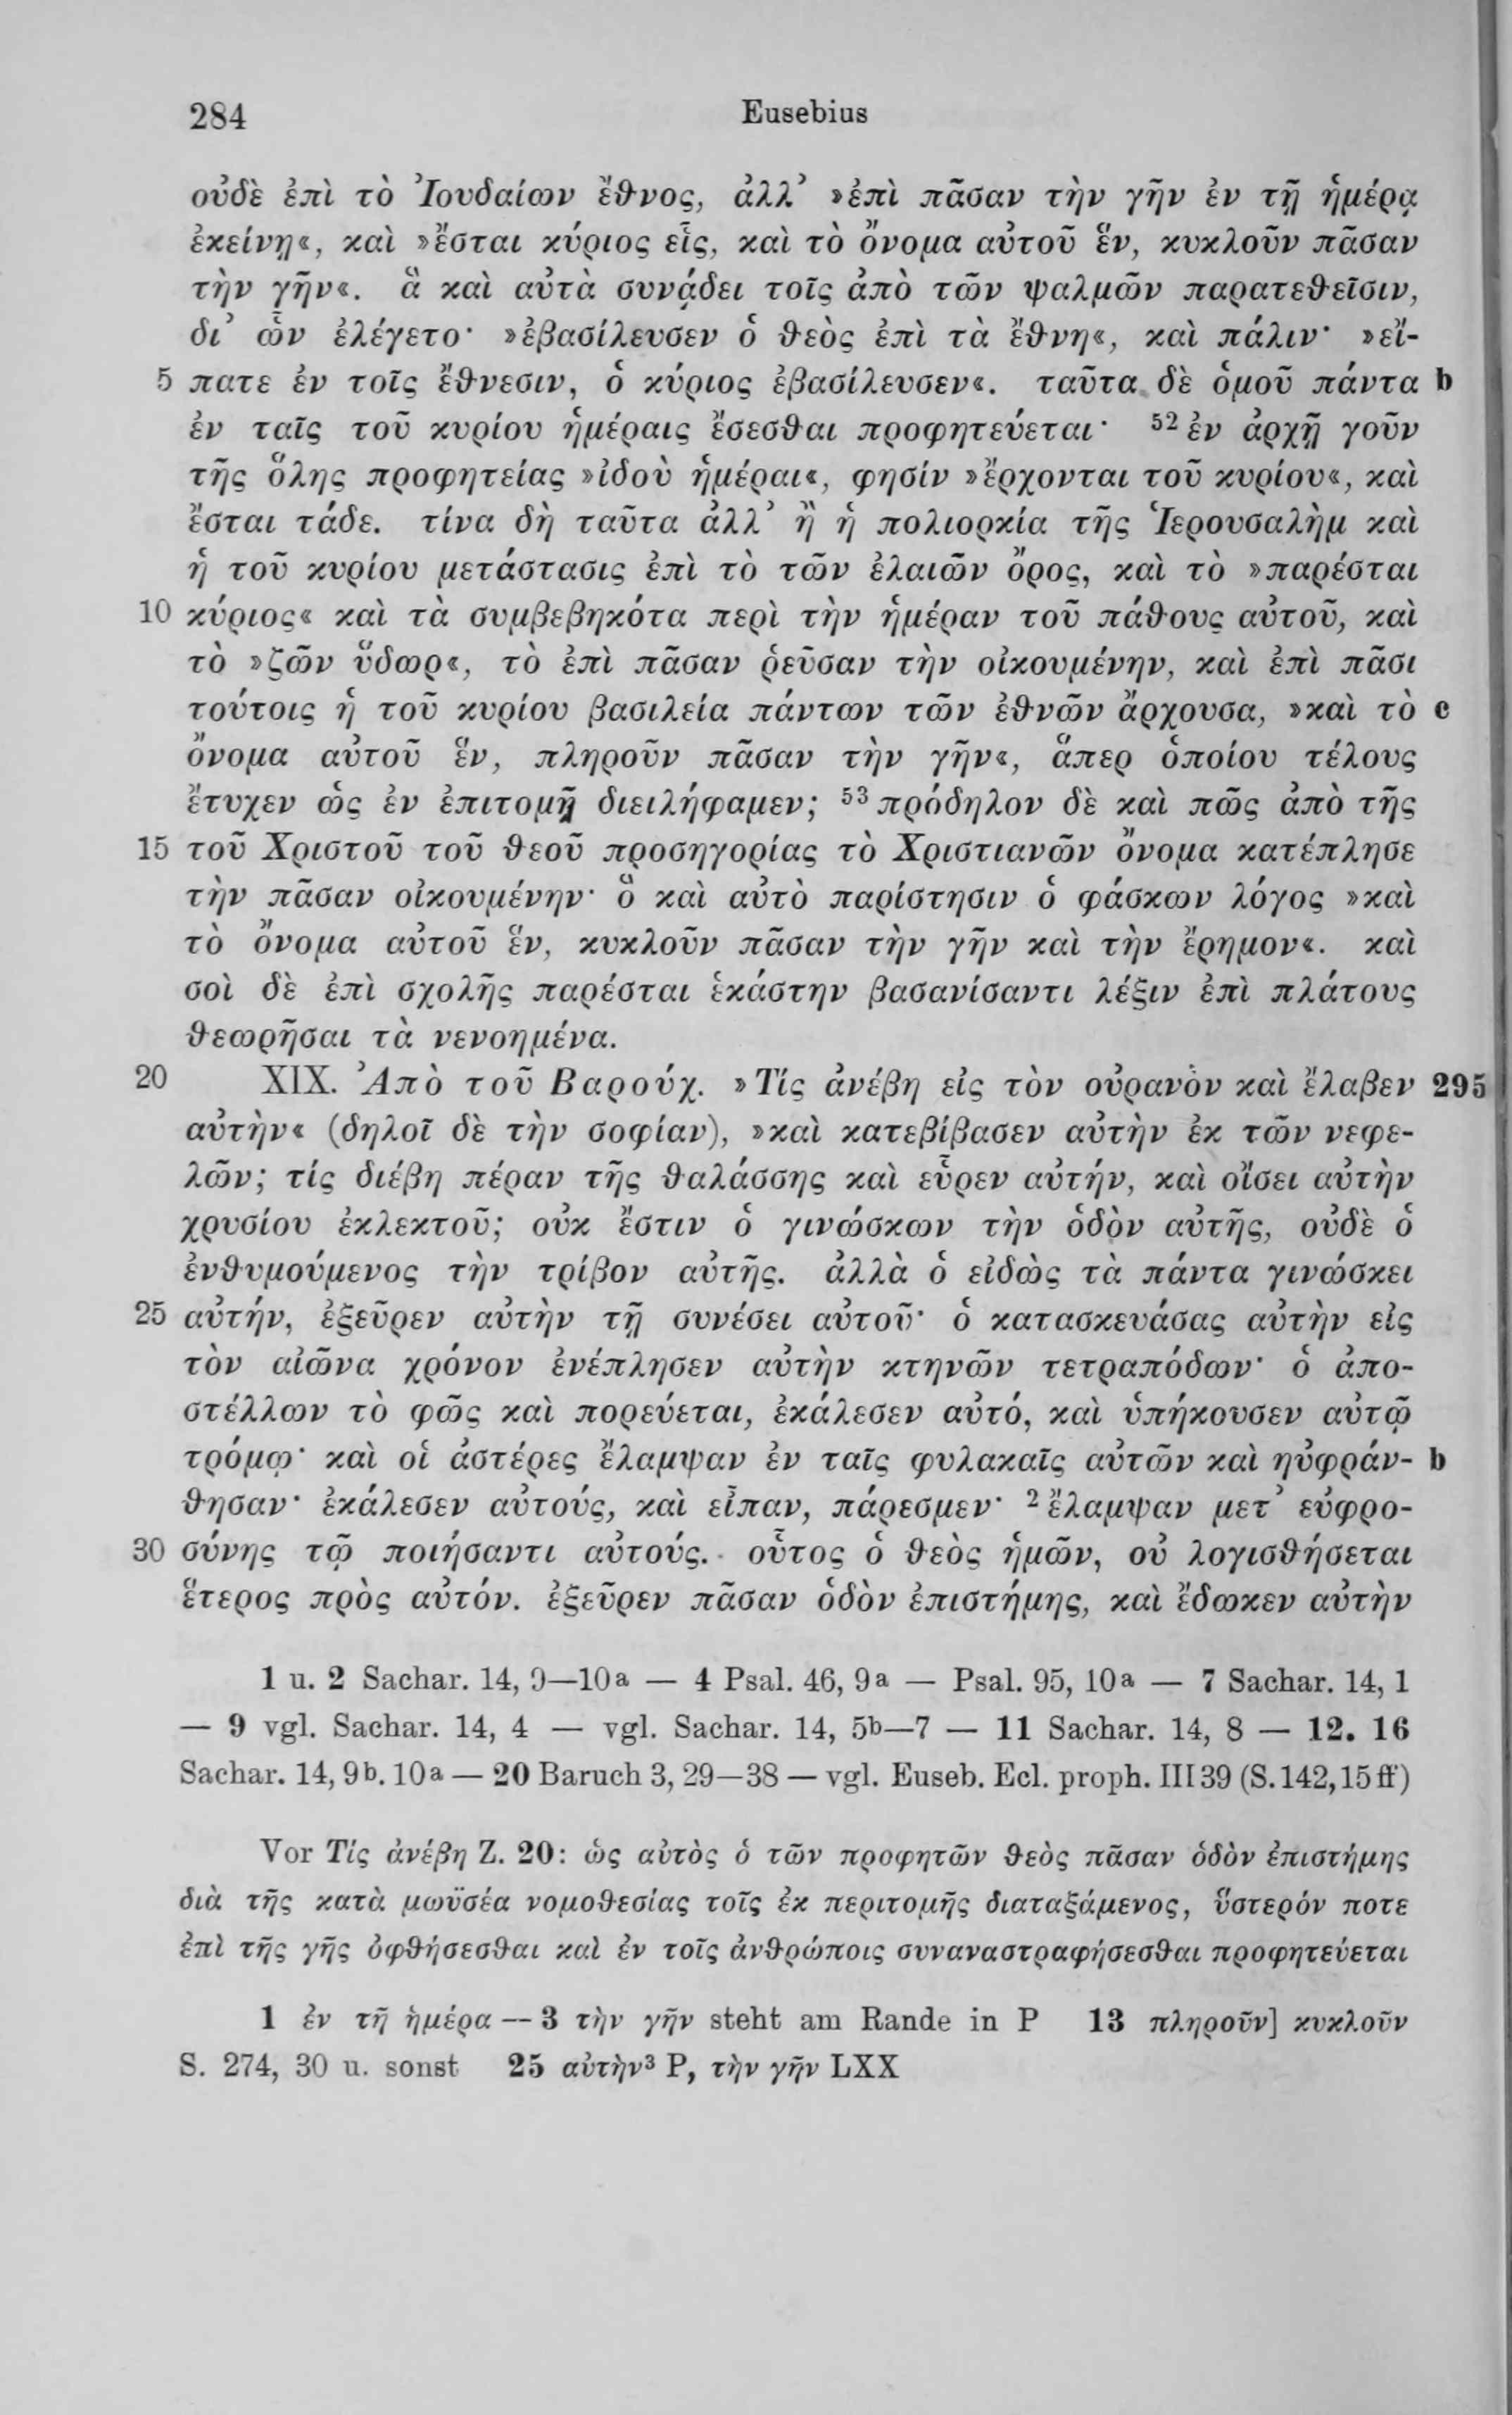 284 Eusebius
οὐδὲ ἐπὶ τὸ Ἰουδαίων ἔθνος, ἀλλ’ »ἐπὶ πᾶσαν τὴν γῆν ἐν τῇ ἡμέρᾳ
ἐκείνῃ«, καὶ »ἔσται κύριος εἷς, καὶ τὸ ὄνομα αὐτοῦ ἕν, κυκλοῦν πᾶσαν
τὴν γῆν«. ἃ καὶ αὐτὰ συνᾴδει τοῖς ἀπὸ τῶν ψαλμῶν παρατεθεῖσιν,
δι’ ὧν ἐλέγετο· »ἐβασίλευσεν ὁ θεὸς ἐπὶ τὰ ἔθνη«, καὶ πάλιν· »εἴ-
5 πατε ἐν τοῖς ἔθνεσιν, ὁ κύριος ἐβασίλευσεν«. ταῦτα δὲ ὁμοῦ πάντα b
ἐν ταῖς τοῦ κυρίου ἡμέραις ἔσεσθαι προφητεύεται· 52 ἐν ἀρχῇ γοῦν
τῆς ὅλης προφητείας »ἰδοὺ ἡμέραι«, φησίν »ἔρχονται τοῦ κυρίου«, καὶ
ἔσται τάδε. τίνα δὴ ταῦτα ἀλλ’ ἢ ἡ πολιορκία τῆς Ἱερουσαλὴμ καὶ
ἡ τοῦ κυρίου μετάστασις ἐπὶ τὸ τῶν ἐλαιῶν ὄρος, καὶ τὸ »παρέσται
10 κύριος« καὶ τὰ συμβεβηκότα περὶ τὴν ἡμέραν τοῦ πάθους αὐτοῦ, καὶ
τὸ »ζῶν ὕδωρ«, τὸ ἐπὶ πᾶσαν ῥεῦσαν τὴν οἰκουμένην, καὶ ἐπὶ πᾶσι
τούτοις ἡ τοῦ κυρίου βασιλεία πάντων τῶν ἐθνῶν ἄρχουσα, »καὶ τὸ c
ὄνομα αὐτοῦ ἕν, πληροῦν πᾶσαν τὴν γῆν«, ἅπερ ὁποίου τέλους
ἔτυχεν ὡς ἐν ἐπιτομῇ διειλήφαμεν; 53 πρόδηλον δὲ καὶ πῶς ἀπὸ τῆς
15 τοῦ Χριστοῦ τοῦ θεοῦ προσηγορίας τὸ Χριστιανῶν ὄνομα κατέπλησε
τὴν πᾶσαν οἰκουμένην· ὃ καὶ αὐτὸ παρίστησιν ὁ φάσκων λόγος »καὶ
τὸ ὄνομα αὐτοῦ ἕν, κυκλοῦν πᾶσαν τὴν γῆν καὶ τὴν ἔρημον«. καὶ
σοὶ δὲ ἐπὶ σχολῆς παρέσται ἑκάστην βασανίσαντι λέξιν ἐπὶ πλάτους
θεωρῆσαι τὰ νενοημένα.
20 XIX. Ἀπὸ τοῦ Βαρούχ. »Τίς ἀνέβη εἰς τὸν οὐρανὸν καὶ ἔλαβεν 295
αὐτὴν« (δηλοῖ δὲ τὴν σοφίαν), »καὶ κατεβίβασεν αὐτὴν ἐκ τῶν νεφε-
λῶν; τίς διέβη πέραν τῆς θαλάσσης καὶ εὗρεν αὐτήν, καὶ οἴσει αὐτὴν
χρυσίου ἐκλεκτοῦ; οὐκ ἔστιν ὁ γινώσκων τὴν ὁδὸν αὐτῆς, οὐδὲ ὁ
ἐνθυμούμενος τὴν τρίβον αὐτῆς. ἀλλὰ ὁ εἰδὼς τὰ πάντα γινώσκει
25 αὐτήν, ἐξεῦρεν αὐτὴν τῇ συνέσει αὐτοῦ· ὁ κατασκευάσας αὐτὴν εἰς
τὸν αἰῶνα χρόνον ἐνέπλησεν αὐτὴν κτηνῶν τετραπόδων· ὁ ἀπο-
στέλλων τὸ φῶς καὶ πορεύεται, ἐκάλεσεν αὐτό, καὶ ὑπήκουσεν αὐτῷ
τρόμῳ· καὶ οἱ ἀστέρες ἔλαμψαν ἐν ταῖς φυλακαῖς αὐτῶν καὶ ηὐφράν- b
θησαν· ἐκάλεσεν αὐτούς, καὶ εἶπαν, πάρεσμεν· 2 ἔλαμψαν μετ’ εὐφρο-
30 σύνης τῷ ποιήσαντι αὐτούς. οὗτος ὁ θεὸς ἡμῶν, οὐ λογισθήσεται
ἕτερος πρὸς αὐτόν. ἐξεῦρεν πᾶσαν ὁδὸν ἐπιστήμης, καὶ ἔδωκεν αὐτὴν
1 u. 2 Sachar. 14, 9—10a — 4 Psal. 46, 9a — Psal. 95, 10a — 7 Sachar. 14, 1
— 9 vgl. Sachar. 14, 4 — vgl. Sachar. 14, 5b—7 — 11 Sachar. 14, 8 — 12. 16
Sachar. 14, 9b. 10a — 20 Baruch 3, 29—38 — vgl. Euseb. Ecl. proph. III 39 (S. 142, 15 ff)
Vor Τίς ἀνέβη Z. 20: ὡς αὐτὸς ὁ τῶν προφητῶν θεὸς πᾶσαν ὁδὸν ἐπιστήμης
διὰ τῆς κατὰ μωϋσέα νομοθεσίας τοῖς ἐκ περιτομῆς διαταξάμενος, ὕστερόν ποτε
ἐπὶ τῆς γῆς ὀφθήσεσθαι καὶ ἐν τοῖς ἀνθρώποις συναναστραφήσεσθαι προφητεύεται
1 ἐν τῇ ἡμέρα — 3 τὴν γῆν steht am Rande in P 13 πληροῦν] κυκλοῦν
S. 274, 30 u. sonst 25 αὐτὴν3 P, τὴν γῆν LXX